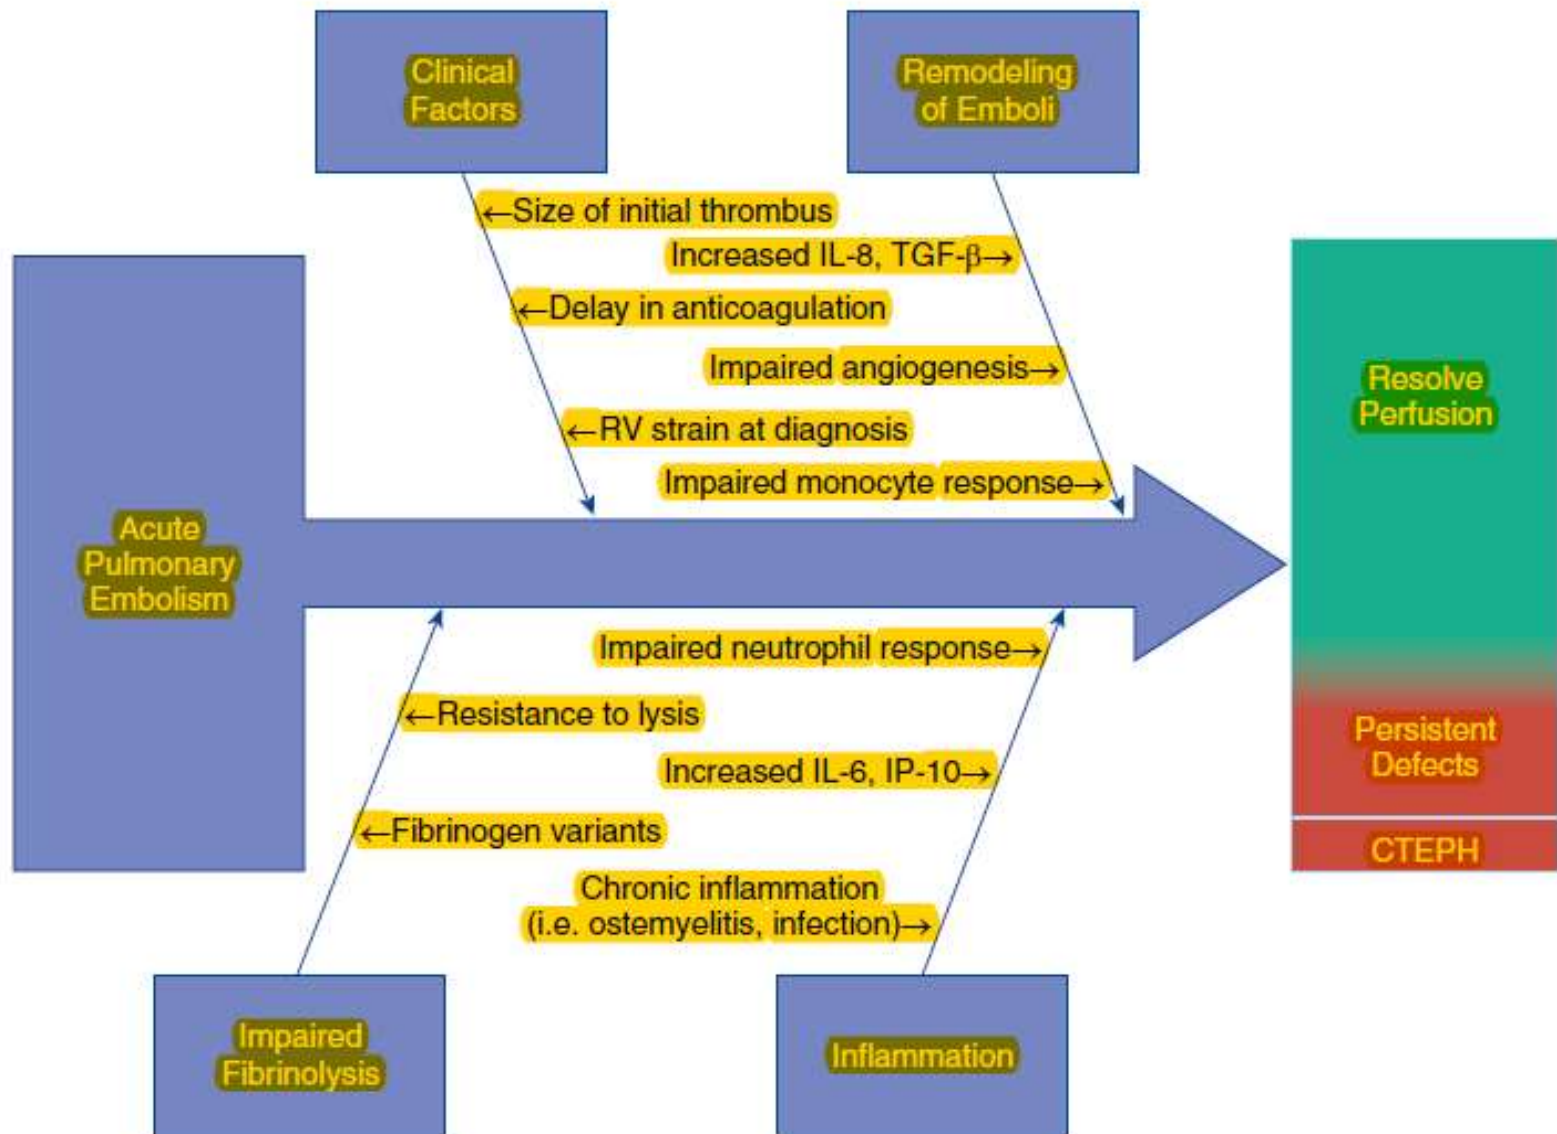 Clinical
Factors
Remodeling
of Emboli
←Size of initial thrombus
Increased IL-8, TGF-β→
←Delay in anticoagulation
Impaired angiogenesis→
←RV strain at diagnosis
Impaired monocyte response→
Acute
Pulmonary
Embolism
Resolve
Perfusion
Persistent
Defects
CTEPH
Impaired neutrophil response→
←Resistance to lysis
Increased IL-6, IP-10→
←Fibrinogen variants
Chronic inflammation
(i.e. ostemyelitis, infection)→
Impaired
Fibrinolysis
Inflammation